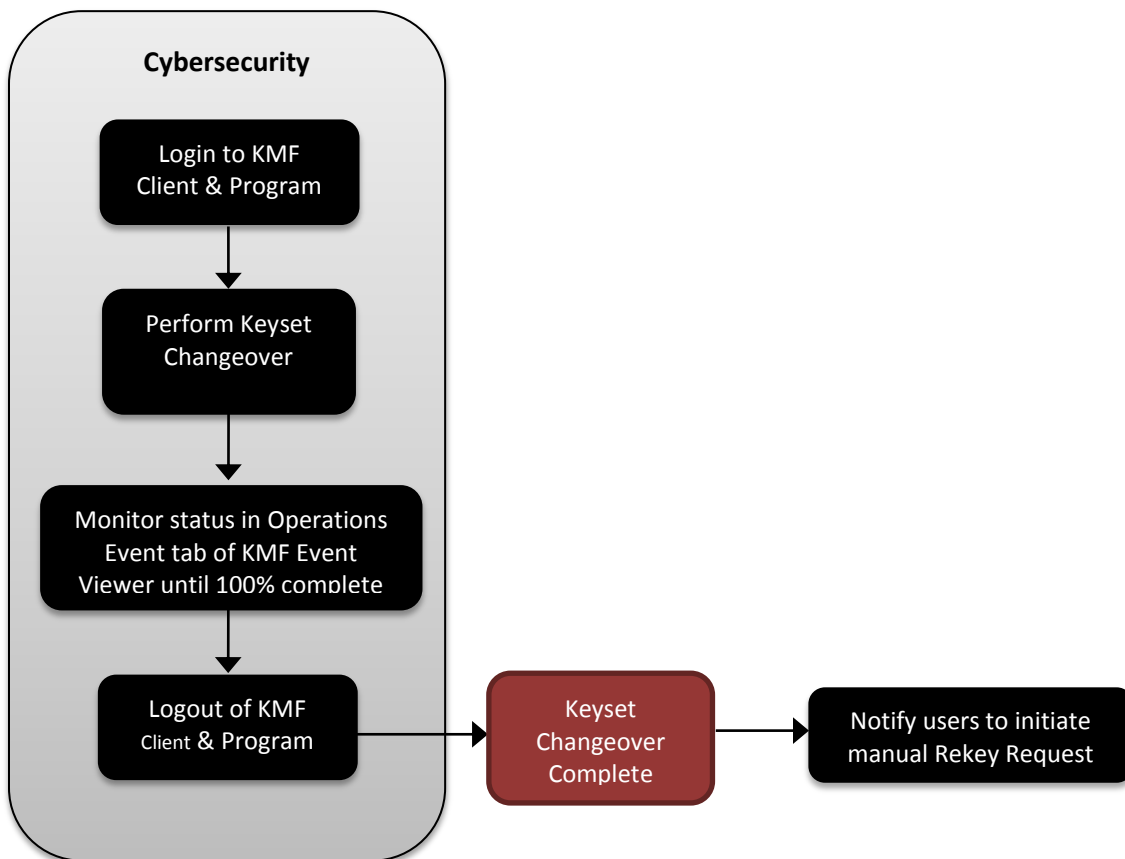 Cybersecurity
Login to KMF
Client & Program
Perform Keyset
Changeover
Monitor status in Operations
Event tab of KMF Event
Viewer until 100% complete
Logout of KMF
Client & Program
Keyset
Changeover
Complete
Notify users to initiate
manual Rekey Request